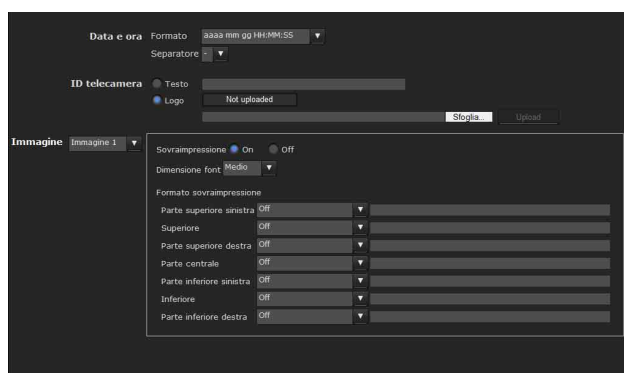 Data e ora Formato aaaa mm gg HH:MM:SS
Separatore -
ID telecamera Testo
Logo Not uploaded
Sfoglia... Upload
Immagine Immagine 1
Sovraimpressione On Off
Dimensione font Medio
Formato sovraimpressione
Parte superiore sinistra Off
Superiore Off
Parte superiore destra Off
Parte centrale Off
Parte inferiore sinistra Off
Inferiore Off
Parte inferiore destra Off